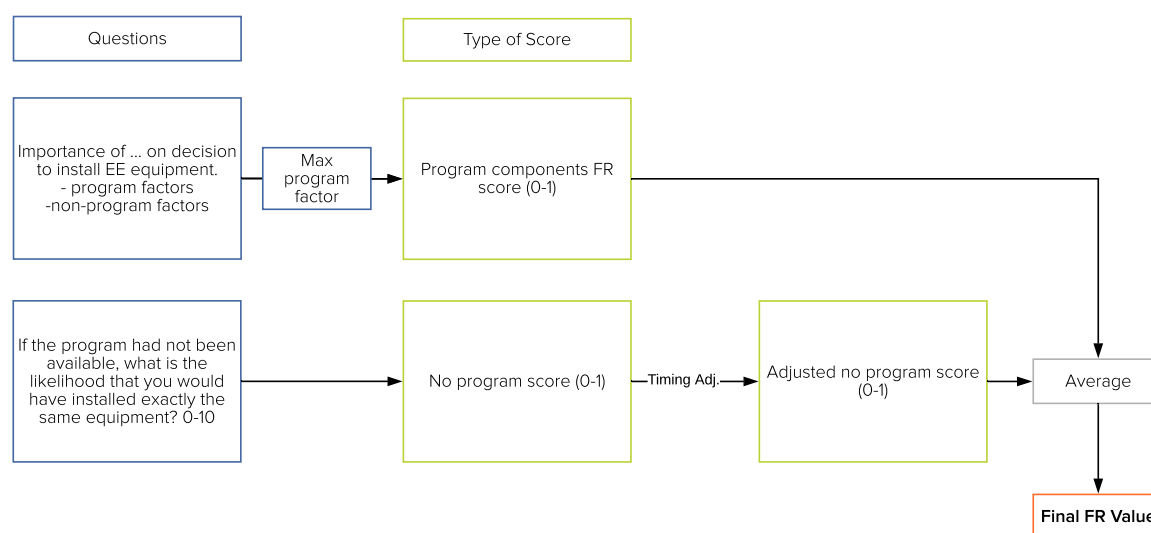 Questions
Type of Score
Importance of ... on decision
to install EE equipment.
- program factors
-non-program factors
Max
program
factor
Program components FR
score (0-1)
If the program had not been
available, what is the
likelihood that you would
have installed exactly the
same equipment? 0-10
No program score (0-1)
Timing Adj.
Adjusted no program score
(0-1)
Average
Final FR Value